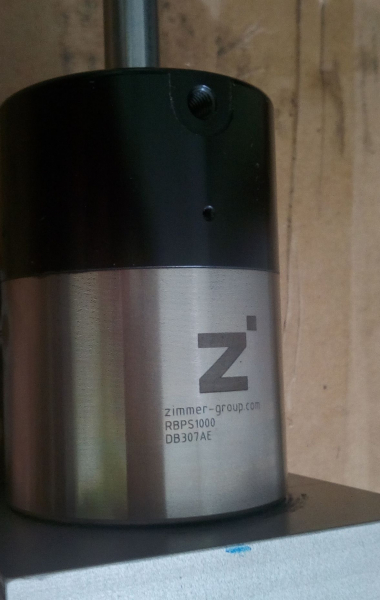 Z
zimmer-group.com
RBPS1000
DB307AE